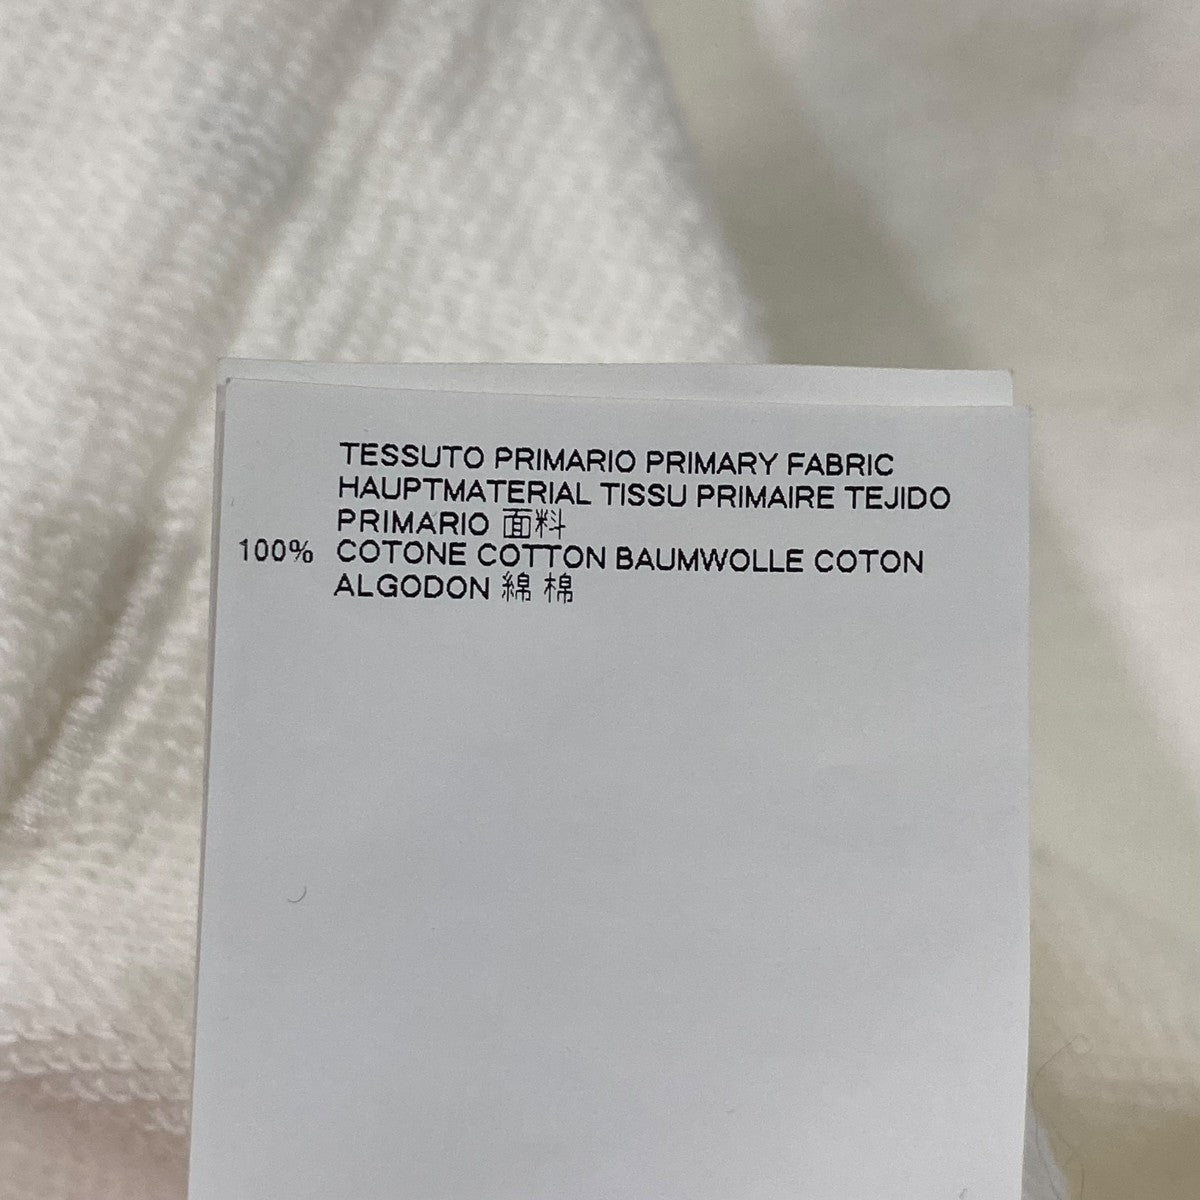 TESSUTO PRIMARIO PRIMARY FABRIC
HAUPTMATERIAL TISSU PRIMAIRE TEJIDO
PRIMARIO 面料
100% COTONE COTTON BAUMWOLLE COTON
ALGODON 綿 棉